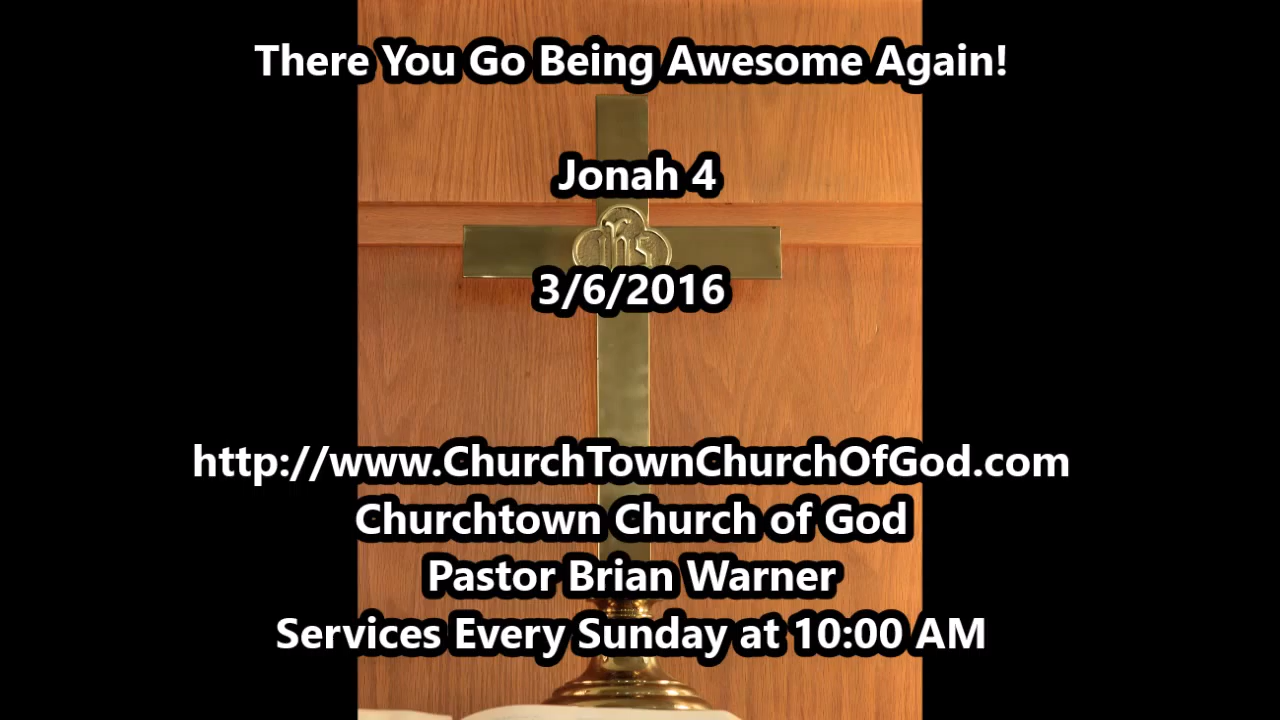 There You Go Being Awesome Again!
Jonah 4
IHS
3/6/2016
http://www.ChurchTownChurchOfGod.com
Churchtown Church of God
Pastor Brian Warner
Services Every Sunday at 10:00 AM